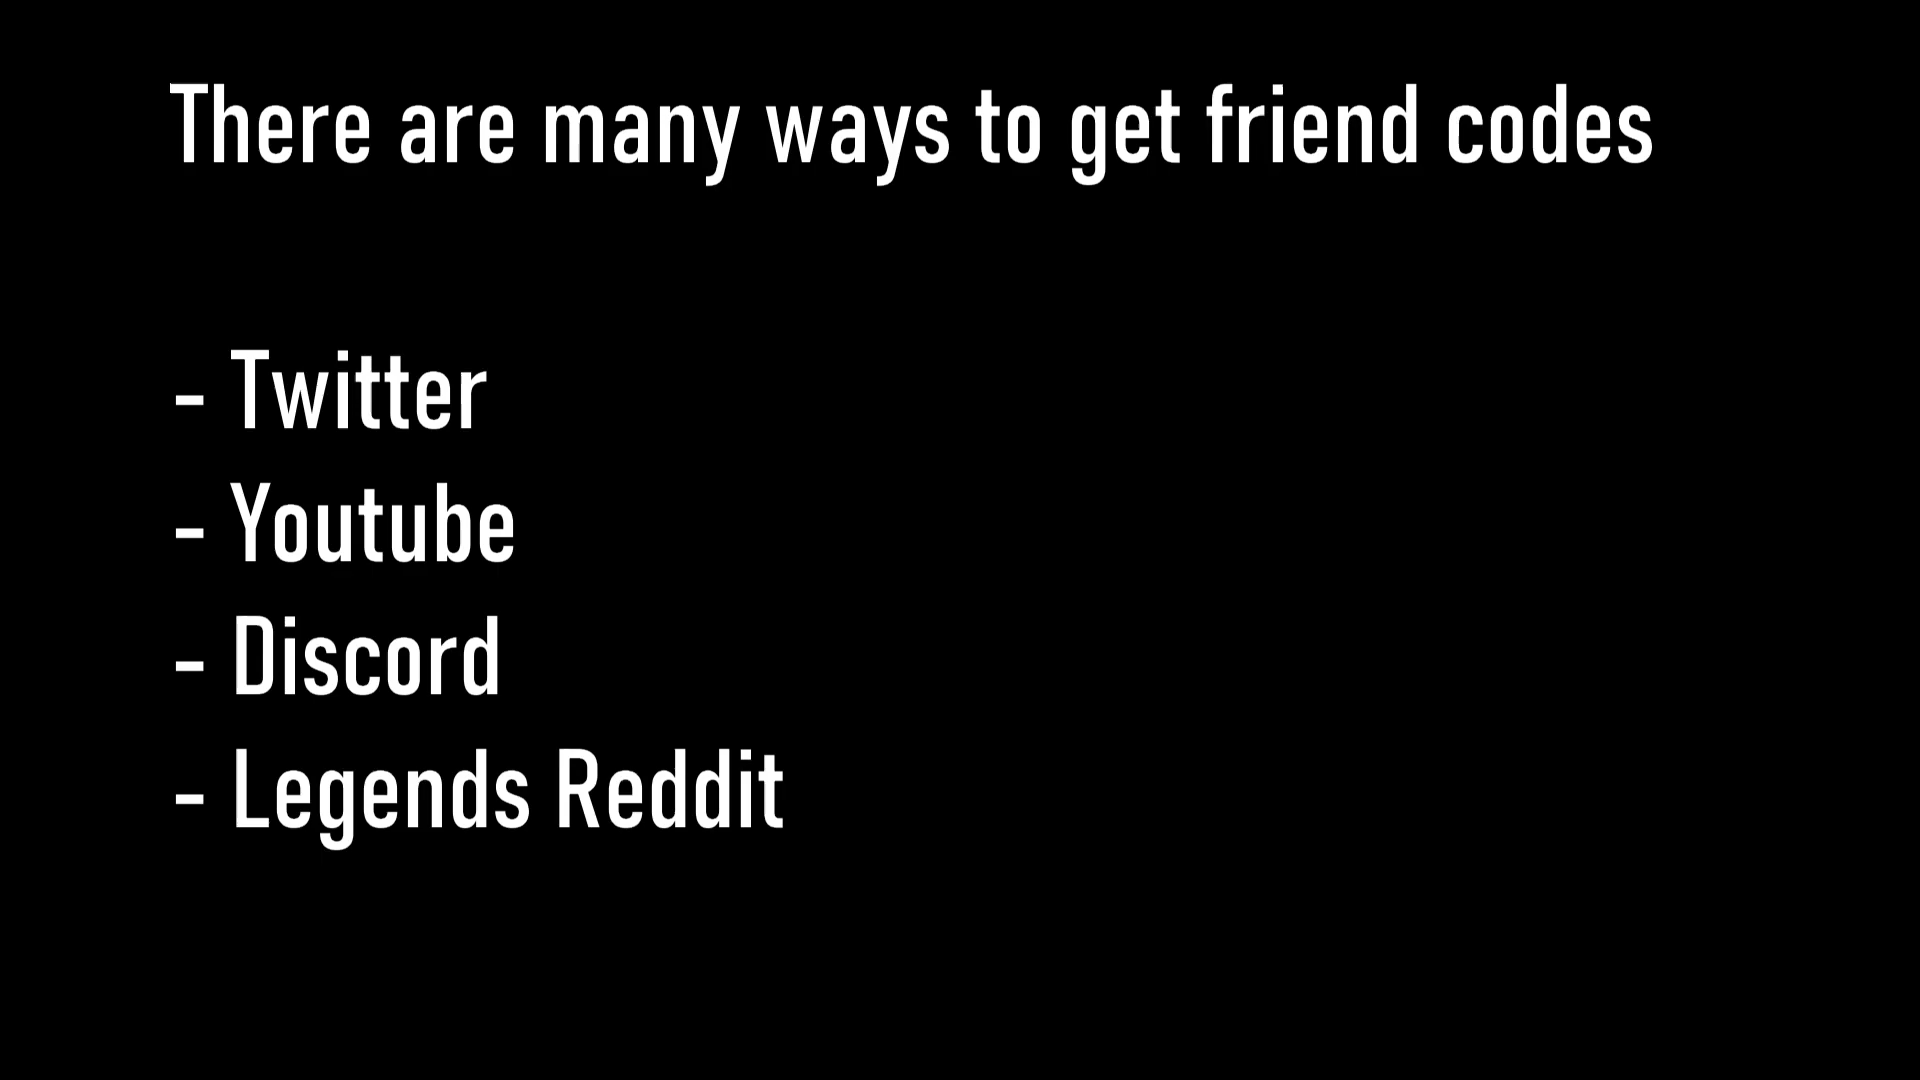 There are many ways to get friend codes
- Twitter
- Youtube
- Discord
- Legends Reddit